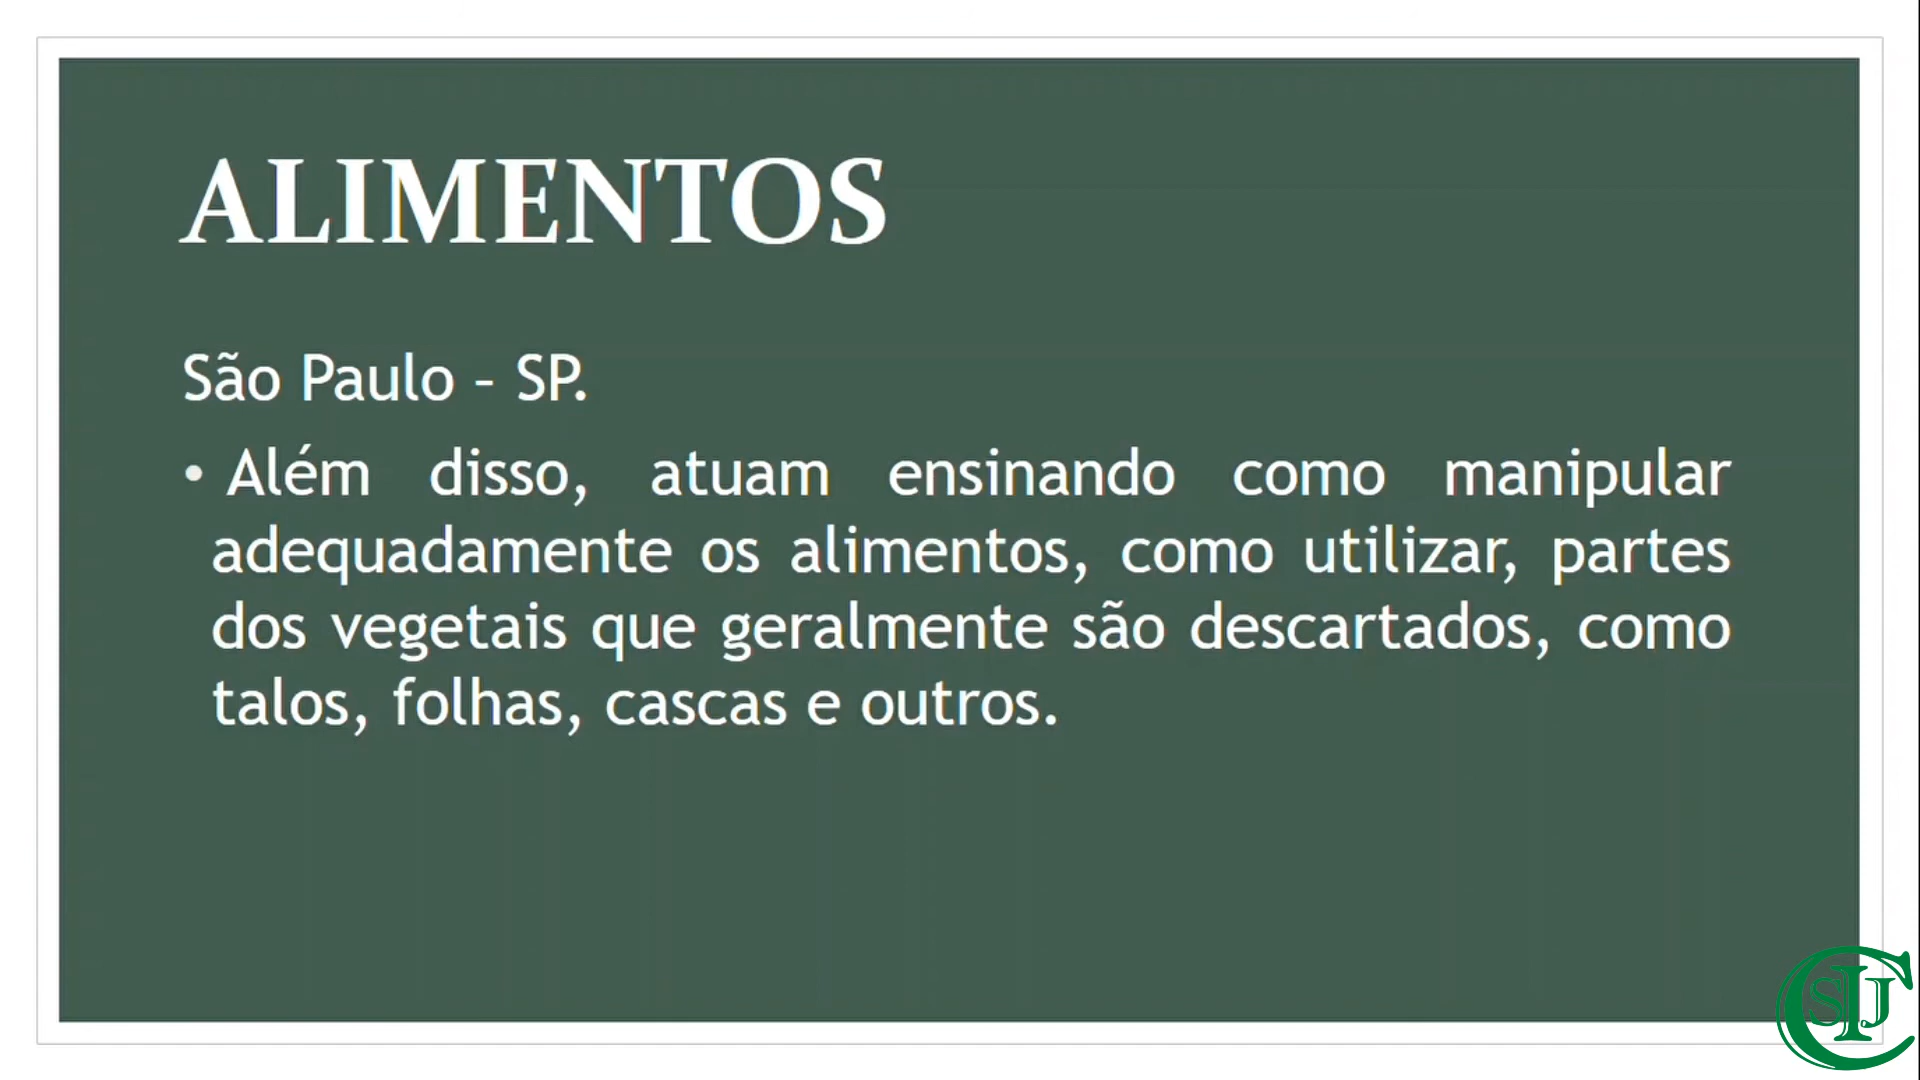 ALIMENTOS
São Paulo – SP.
• Além disso, atuam ensinando como manipular
adequadamente os alimentos, como utilizar, partes
dos vegetais que geralmente são descartados, como
talos, folhas, cascas e outros.
CSIJ